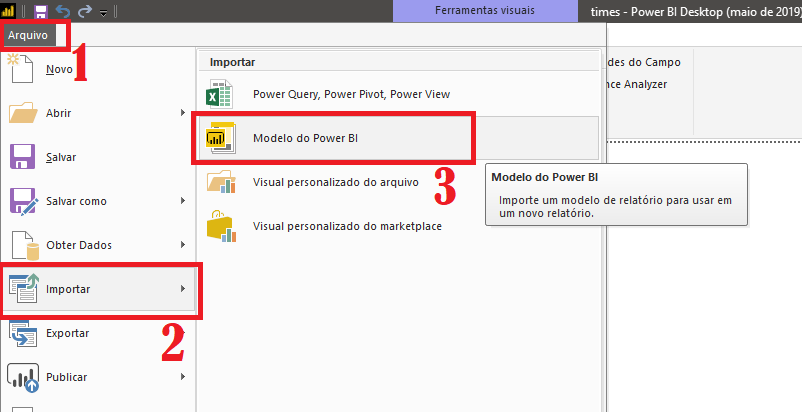 Ferramentas visuais
times - Power BI Desktop (maio de 2019)
Arquivo
1
Novo
Abrir
Salvar
Salvar como
Obter Dados
Importar
2
Exportar
Publicar
Importar
Power Query, Power Pivot, Power View
Modelo do Power BI
3
Visual personalizado do arquivo
Visual personalizado do marketplace
Modelo do Power BI
Importe um modelo de relatório para usar em
um novo relatório.
des do Campo
nce Analyzer